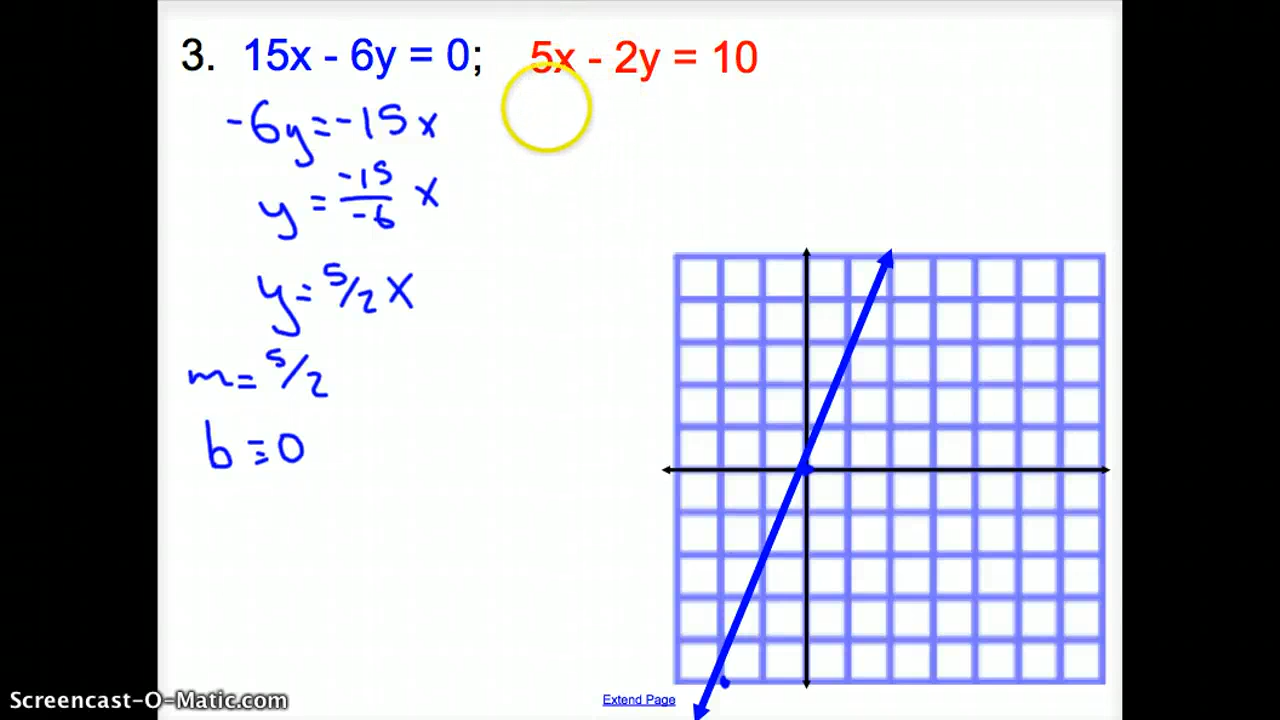 3. 15x - 6y = 0; 5x - 2y = 10
-6y = -15x
y = -15/-6 x
y = 5/2 x
m = 5/2
b = 0
Extend Page
Screencast-O-Matic.com